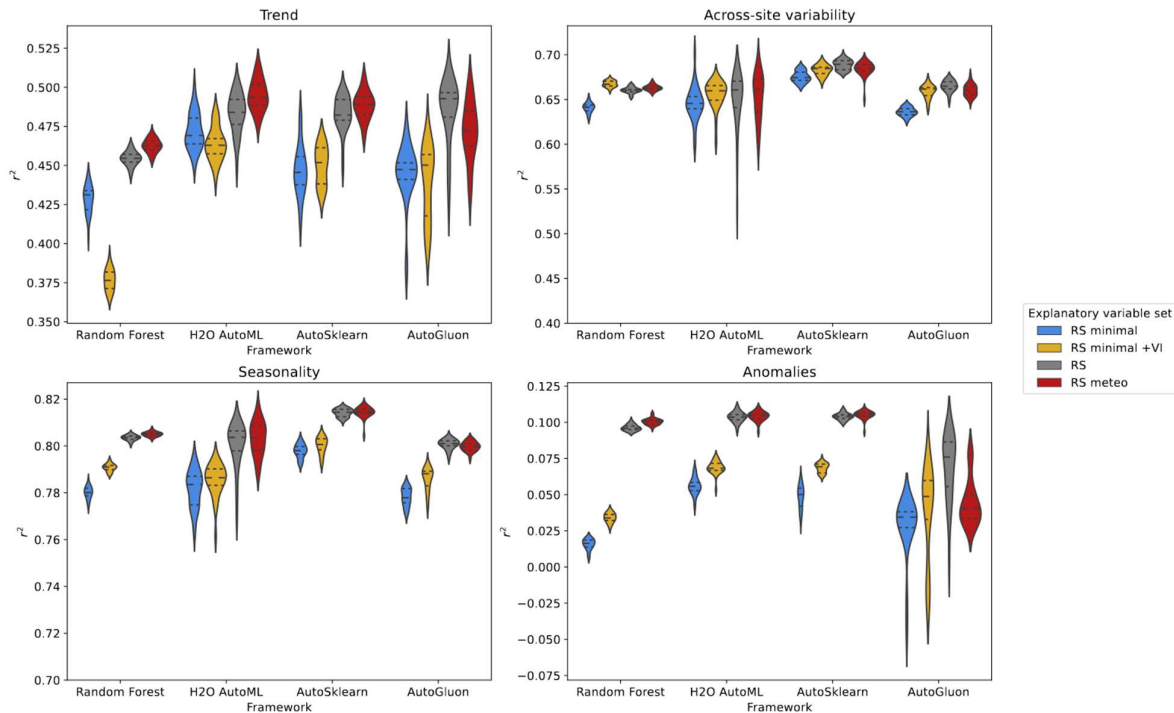 Trend
0.525
0.500
0.475
0.450
0.425
0.400
0.375
0.350
r²
Random Forest
H2O AutoML
AutoSklearn
AutoGluon
Framework
Across-site variability
0.70
0.65
0.60
0.55
0.50
0.45
0.40
r²
Random Forest
H2O AutoML
AutoSklearn
AutoGluon
Framework
Seasonality
0.82
0.80
0.78
0.76
0.74
0.72
0.70
r²
Random Forest
H2O AutoML
AutoSklearn
AutoGluon
Framework
Anomalies
0.125
0.100
0.075
0.050
0.025
0.000
−0.025
−0.050
−0.075
r²
Random Forest
H2O AutoML
AutoSklearn
AutoGluon
Framework
Explanatory variable set
RS minimal
RS minimal +VI
RS
RS meteo